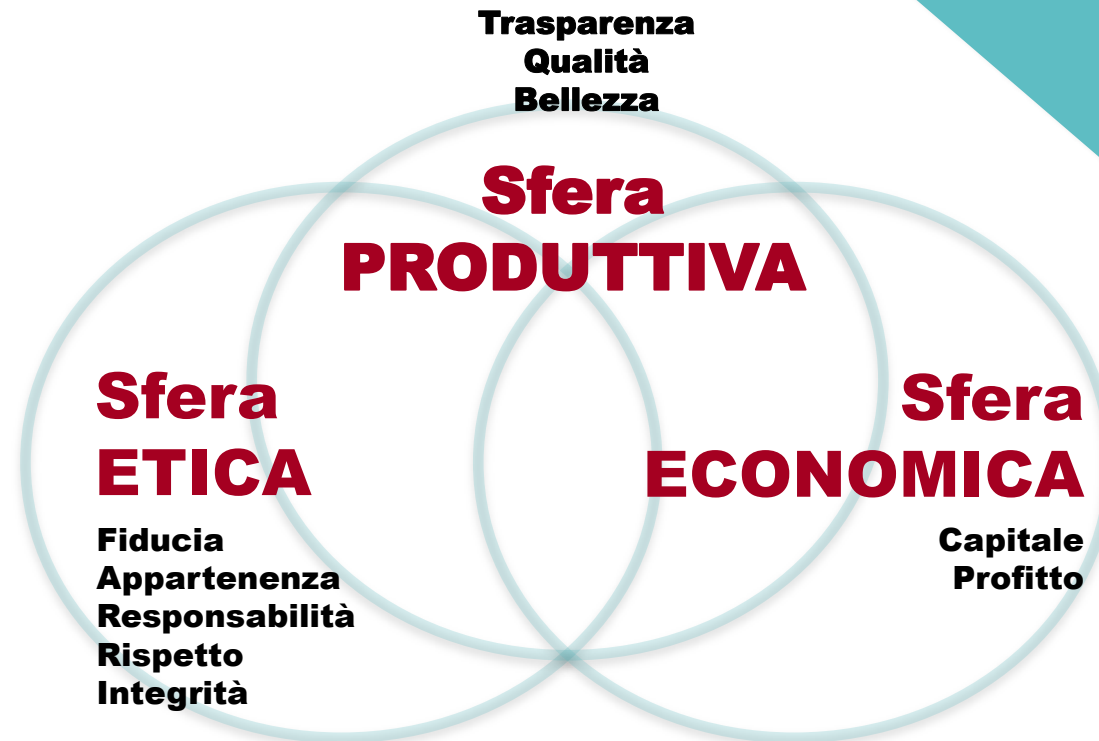 Trasparenza
Qualità
Bellezza
Sfera
PRODUTTIVA
Sfera
ETICA
Fiducia
Appartenenza
Responsabilità
Rispetto
Integrità
Sfera
ECONOMICA
Capitale
Profitto